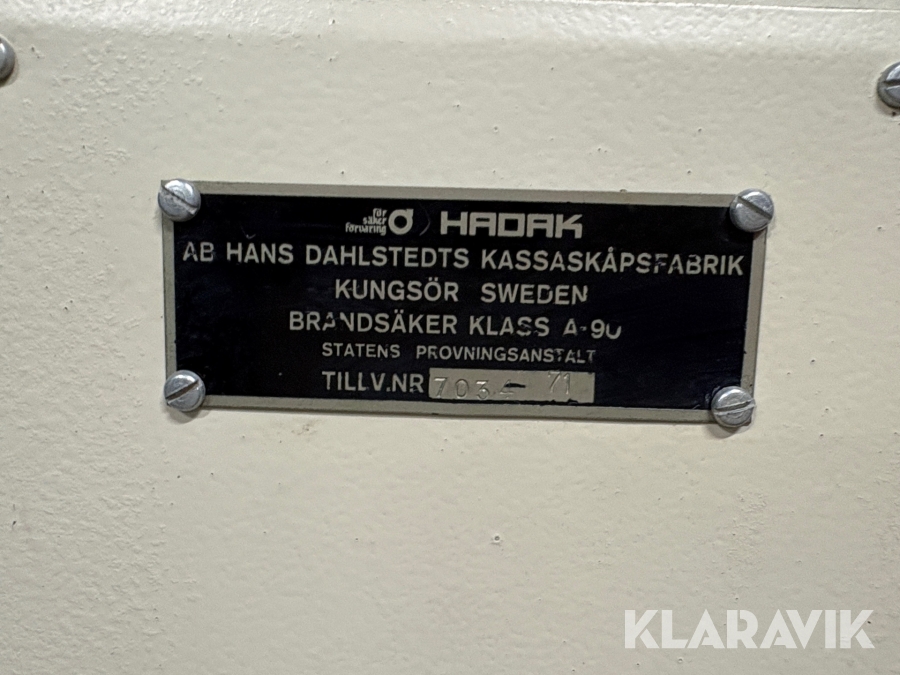 för
säker
förvaring
HADAK
AB HANS DAHLSTEDTS KASSASKÅPSFABRIK
KUNGSÖR SWEDEN
BRANDSÄKER KLASS A-90
STATENS PROVNINGSANSTALT
TILLV.NR 7034 71
KLARAVIK